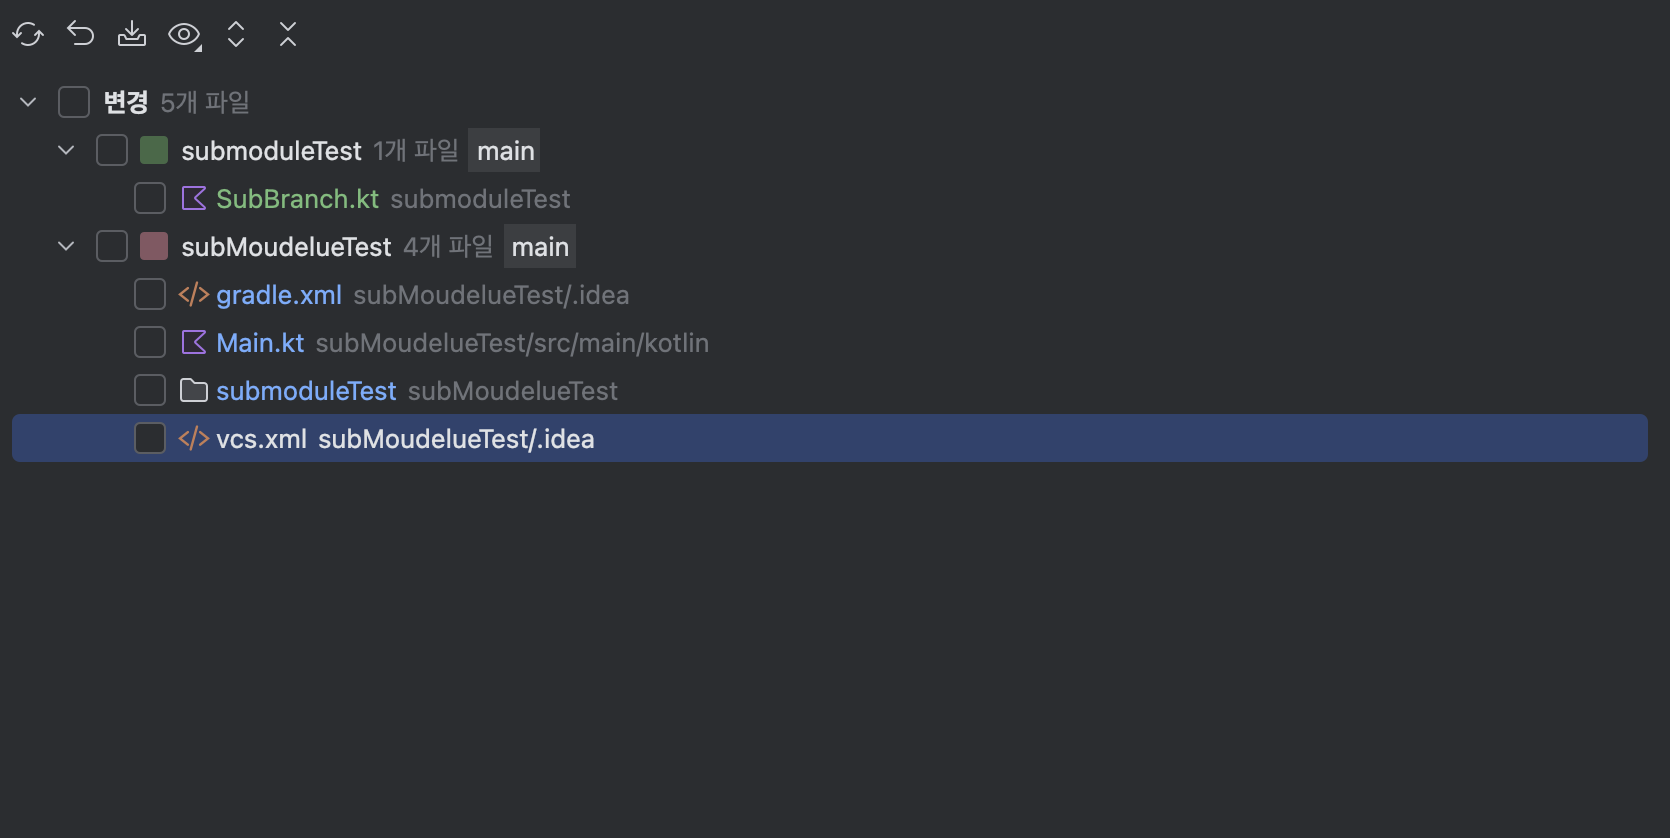 변경 5개 파일
submoduleTest 1개 파일 main
SubBranch.kt submoduleTest
subMoudelueTest 4개 파일 main
gradle.xml subMoudelueTest/.idea
Main.kt subMoudelueTest/src/main/kotlin
submoduleTest subMoudelueTest
vcs.xml subMoudelueTest/.idea